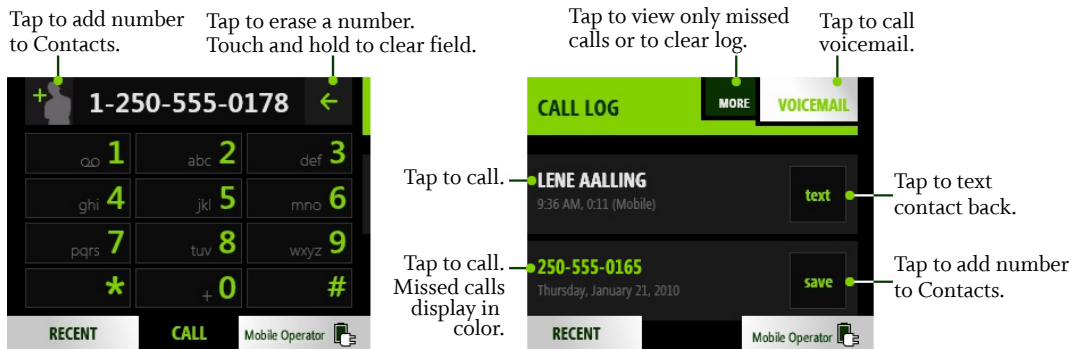 Tap to add number
to Contacts.
Tap to erase a number.
Touch and hold to clear field.
1-250-555-0178
1
abc 2
def 3
ghi 4
jkl 5
mno 6
pqrs 7
tuv 8
wxyz 9
*
+ 0
#
RECENT
CALL
Mobile Operator
Tap to view only missed
calls or to clear log.
Tap to call
voicemail.
CALL LOG
MORE
VOICEMAIL
Tap to call.
LENE AALLING
9:36 AM, 0:11 (Mobile)
text
Tap to text
contact back.
Tap to call.
Missed calls
display in
color.
250-555-0165
Thursday, January 21, 2010
save
Tap to add number
to Contacts.
RECENT
Mobile Operator